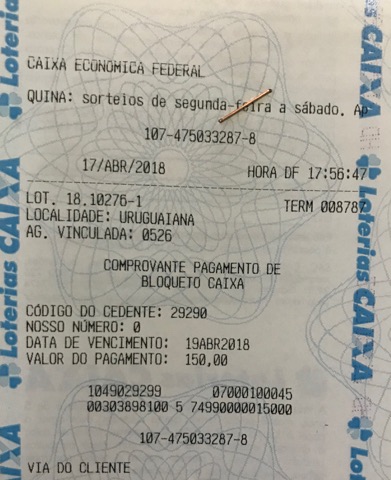 CAIXA ECONOMICA FEDERAL
QUINA: sorteios de segunda-feira a sábado. Ap
107-475033287-8
17/ABR/2018 HORA DF 17:56:47
LOT. 18.10276-1 TERM 008787
LOCALIDADE: URUGUAIANA
AG. VINCULADA: 0526
COMPROVANTE PAGAMENTO DE
BLOQUETO CAIXA
CÓDIGO DO CEDENTE: 29290
NOSSO NÚMERO: 0
DATA DE VENCIMENTO: 19ABR2018
VALOR DO PAGAMENTO: 150,00
1049029299 07000100045
00303898100 5 74990000015000
107-475033287-8
VIA DO CLIENTE
Loterias CAIXA
Loterias CAIXA
Loterias CAIXA
Loterias CAIXA